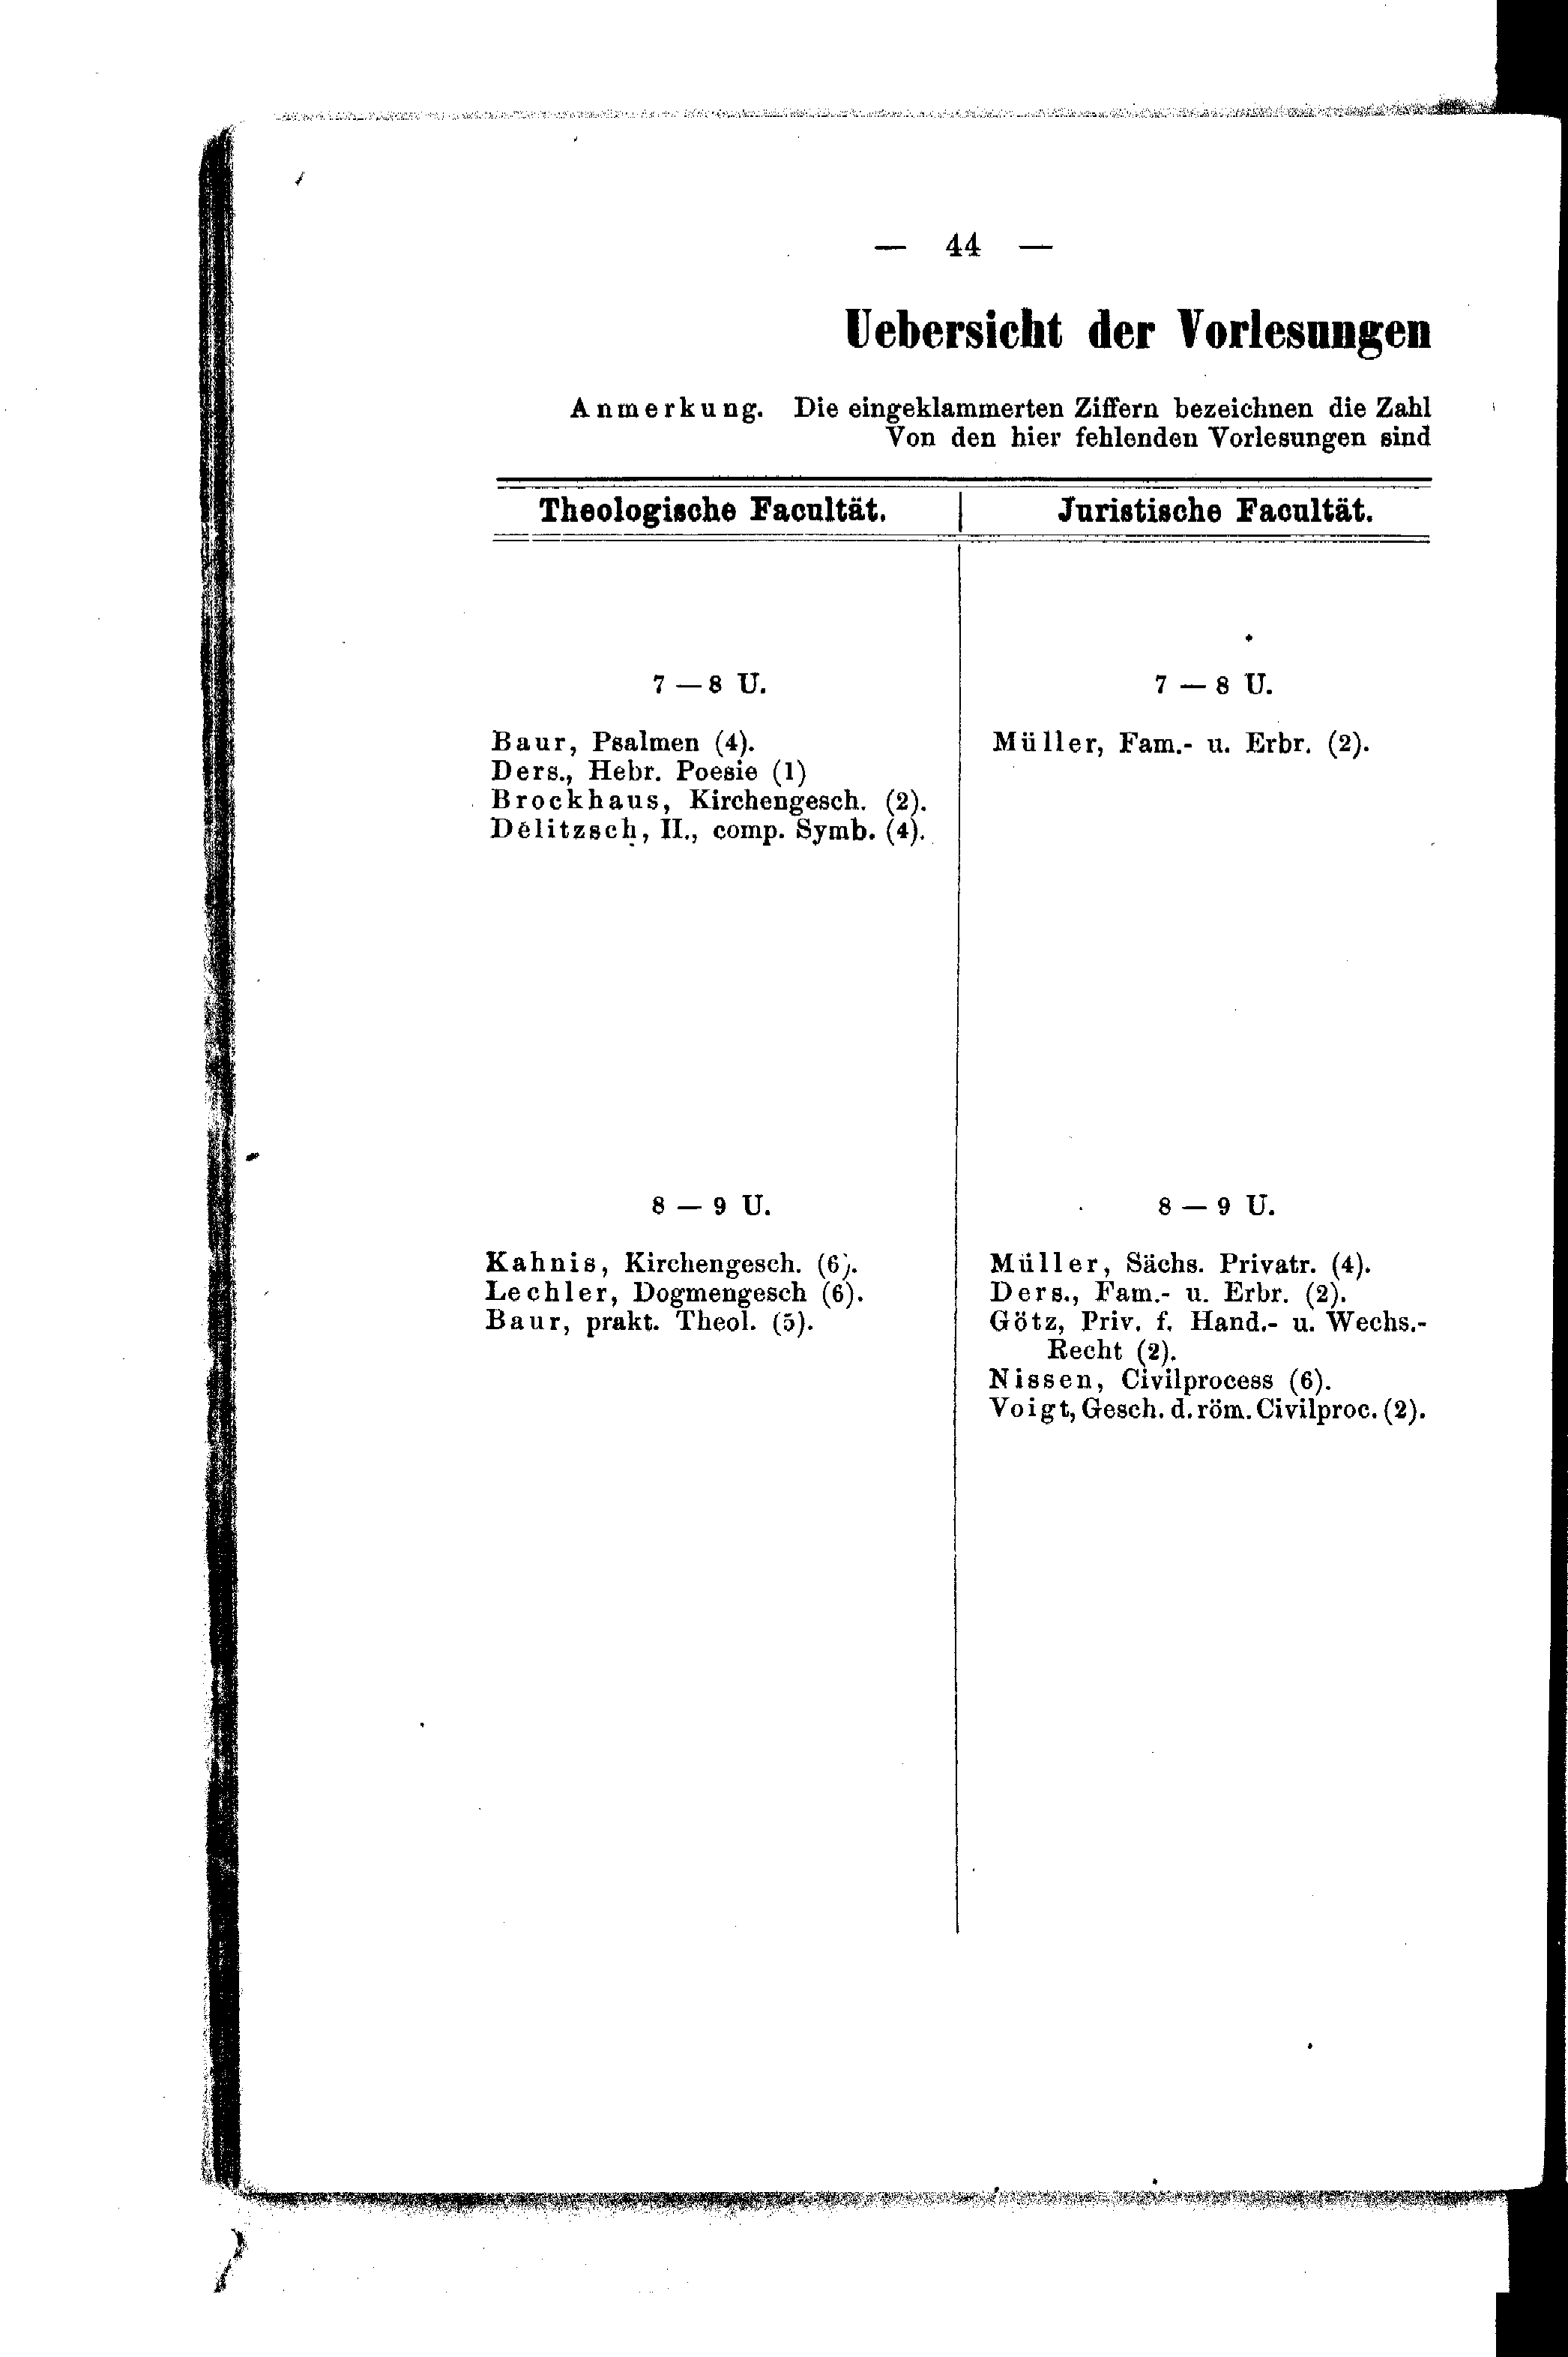 — 44 —
Uebersicht der Vorlesungen
Anmerkung. Die eingeklammerten Ziffern bezeichnen die Zahl
Von den hier fehlenden Vorlesungen sind
Theologische Facultät.
7 — 8 U.
Baur, Psalmen (4).
Ders., Hebr. Poesie (1)
Brockhaus, Kirchengesch. (2).
Delitzsch, II., comp. Symb. (4).
8 — 9 U.
Kahnis, Kirchengesch. (6).
Lechler, Dogmengesch (6).
Baur, prakt. Theol. (5).
Juristische Facultät.
7 — 8 U.
Müller, Fam.- u. Erbr. (2).
8 — 9 U.
Müller, Sächs. Privatr. (4).
Ders., Fam.- u. Erbr. (2).
Götz, Priv. f. Hand.- u. Wechs.-
Recht (2).
Nissen, Civilprocess (6).
Voigt, Gesch. d. röm. Civilproc. (2).